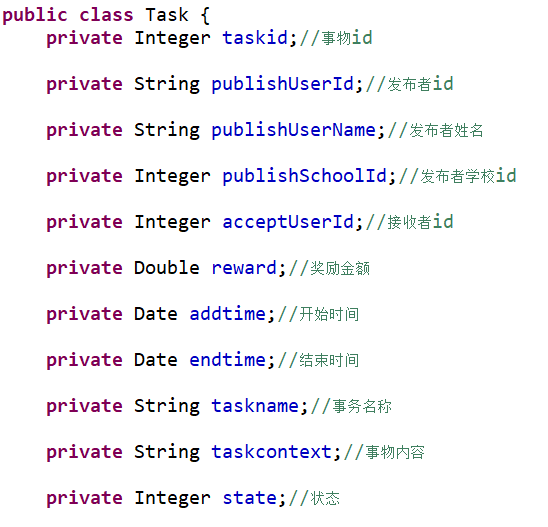 public class Task {
private Integer taskid;//事物id
private String publishUserId;//发布者id
private String publishUserName;//发布者姓名
private Integer publishSchoolId;//发布者学校id
private Integer acceptUserId;//接收者id
private Double reward;//奖励金额
private Date addtime;//开始时间
private Date endtime;//结束时间
private String taskname;//事务名称
private String taskcontext;//事物内容
private Integer state;//状态